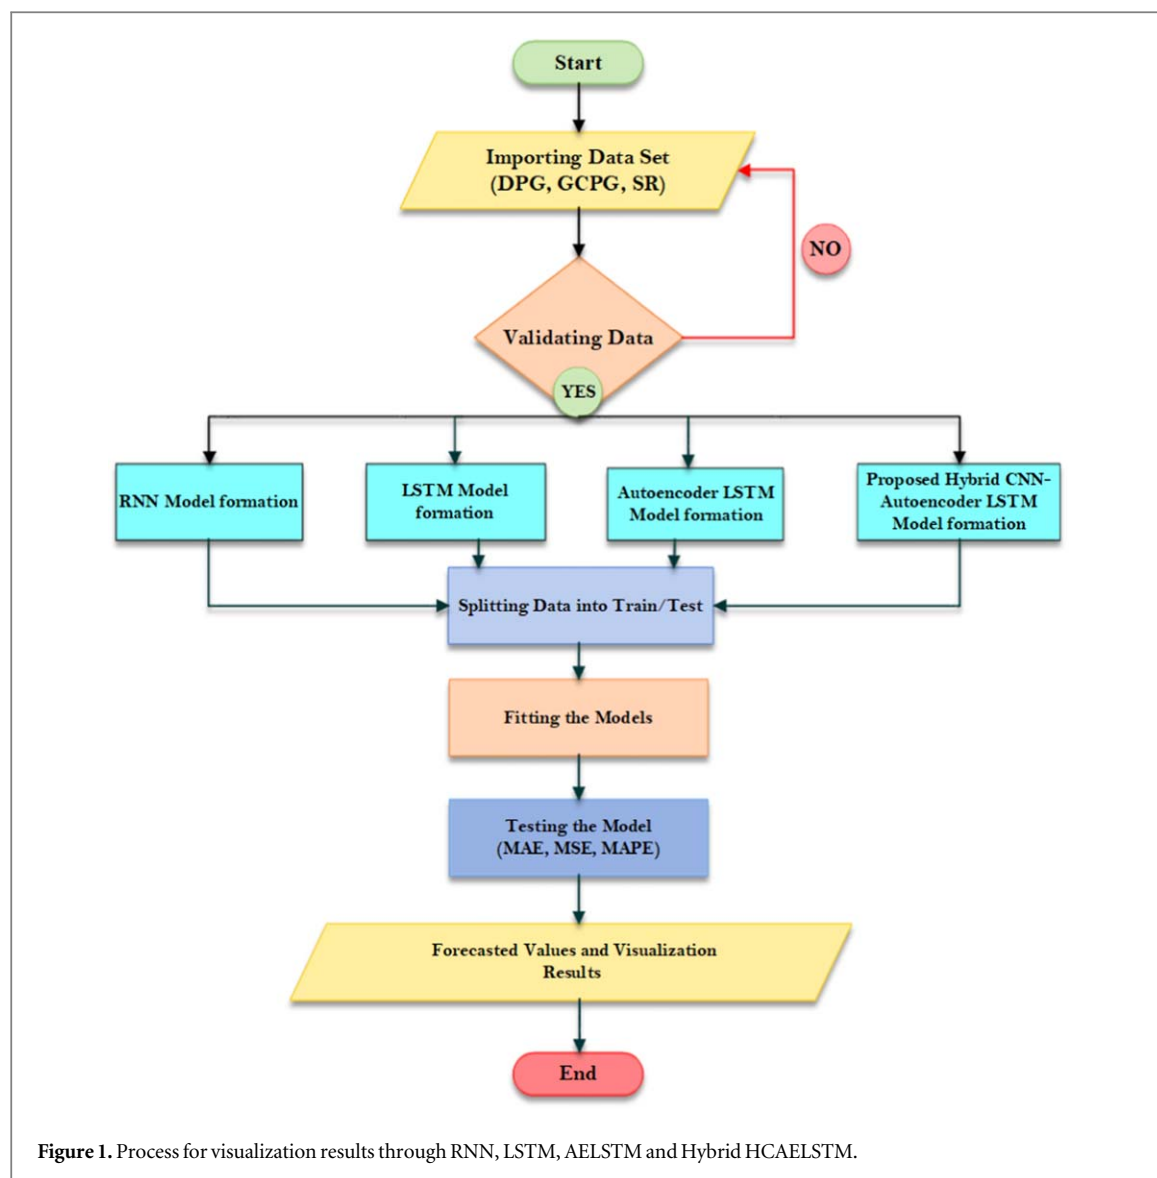 Start
Importing Data Set
(DPG, GCPG, SR)
NO
Validating Data
YES
RNN Model formation
LSTM Model
formation
Autoencoder LSTM
Model formation
Proposed Hybrid CNN-
Autoencoder LSTM
Model formation
Splitting Data into Train/Test
Fitting the Models
Testing the Model
(MAE, MSE, MAPE)
Forecasted Values and Visualization
Results
End
Figure 1. Process for visualization results through RNN, LSTM, AELSTM and Hybrid HCAELSTM.